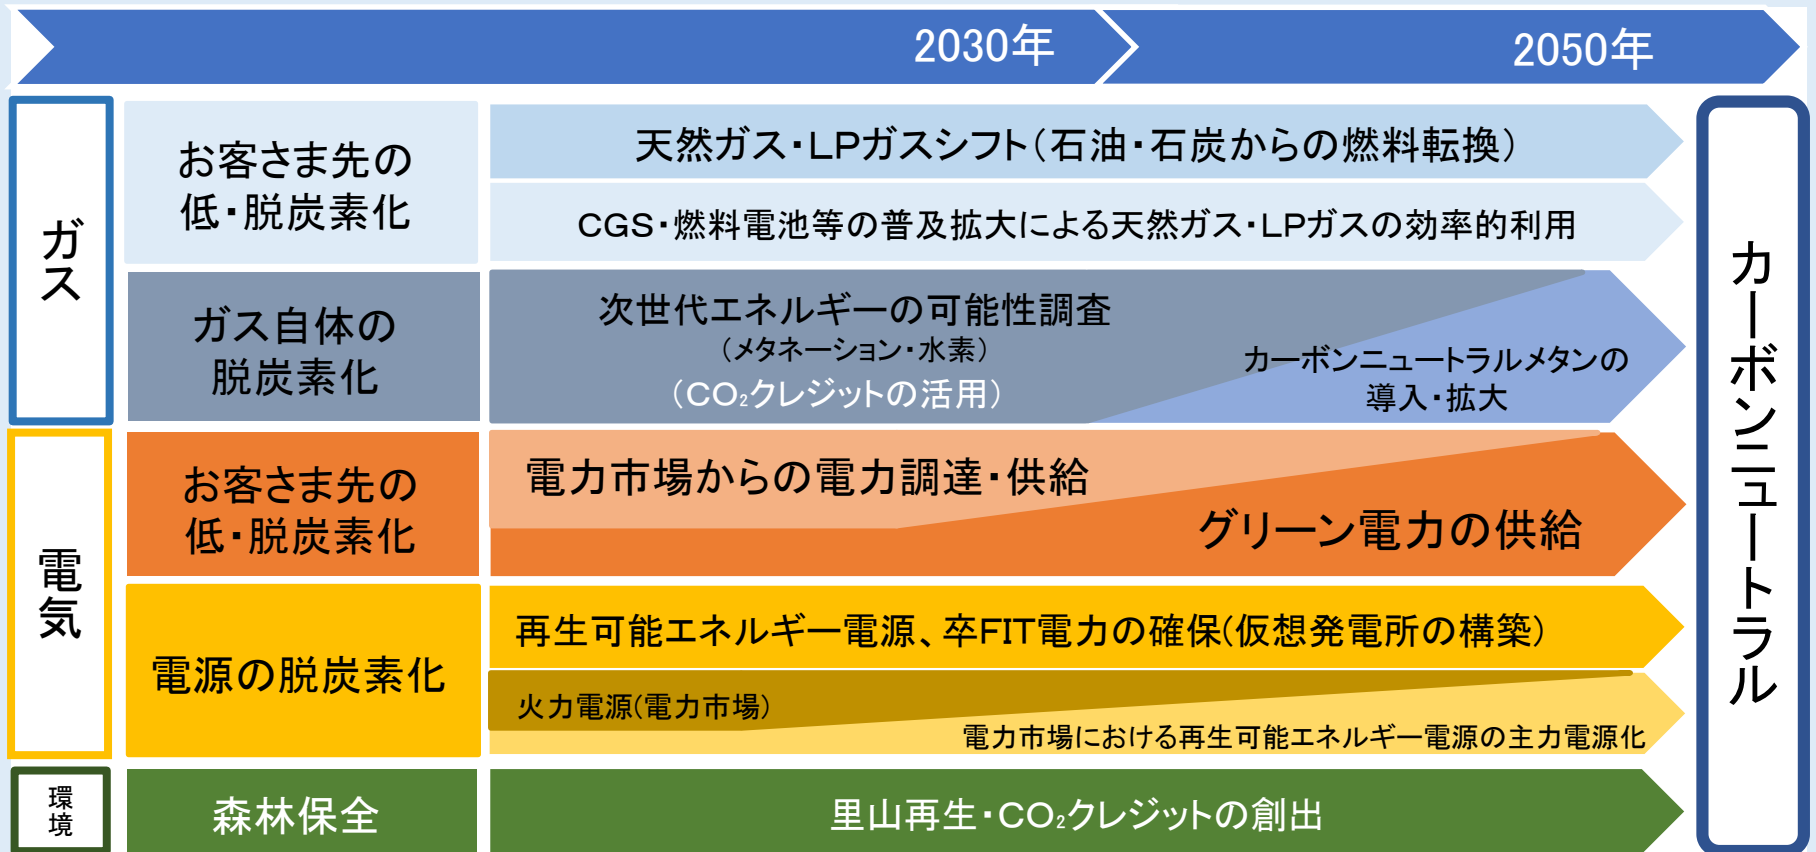 2030年
2050年
ガス
お客さま先の
低・脱炭素化
天然ガス・LPガスシフト(石油・石炭からの燃料転換)
CGS・燃料電池等の普及拡大による天然ガス・LPガスの効率的利用
ガス自体の
脱炭素化
次世代エネルギーの可能性調査
(メタネーション・水素)
(CO₂クレジットの活用)
カーボンニュートラルメタンの
導入・拡大
電気
お客さま先の
低・脱炭素化
電力市場からの電力調達・供給
グリーン電力の供給
電源の脱炭素化
再生可能エネルギー電源、卒FIT電力の確保(仮想発電所の構築)
火力電源(電力市場)
電力市場における再生可能エネルギー電源の主力電源化
環境
森林保全
里山再生・CO₂クレジットの創出
カーボンニュートラル